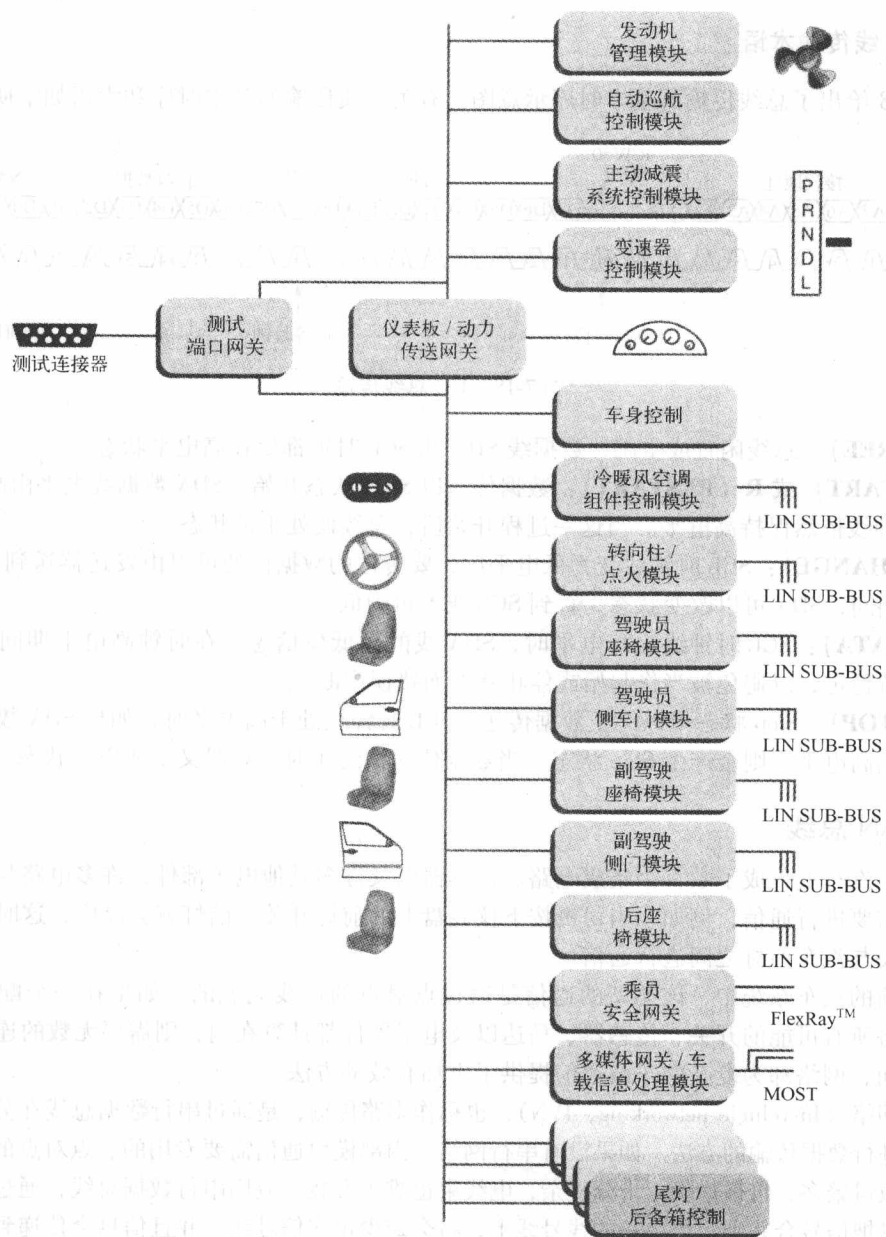 发动机
管理模块
自动巡航
控制模块
主动减震
系统控制模块
P
R
N
D
L
变速器
控制模块
测试连接器
测试
端口网关
仪表板 / 动力
传送网关
车身控制
冷暖风空调
组件控制模块
LIN SUB-BUS
转向柱 /
点火模块
LIN SUB-BUS
驾驶员
座椅模块
LIN SUB-BUS
驾驶员
侧车门模块
LIN SUB-BUS
副驾驶
座椅模块
LIN SUB-BUS
副驾驶
侧门模块
LIN SUB-BUS
后座
椅模块
LIN SUB-BUS
乘员
安全网关
FlexRay™
多媒体网关 / 车
载信息处理模块
MOST
尾灯 /
后备箱控制